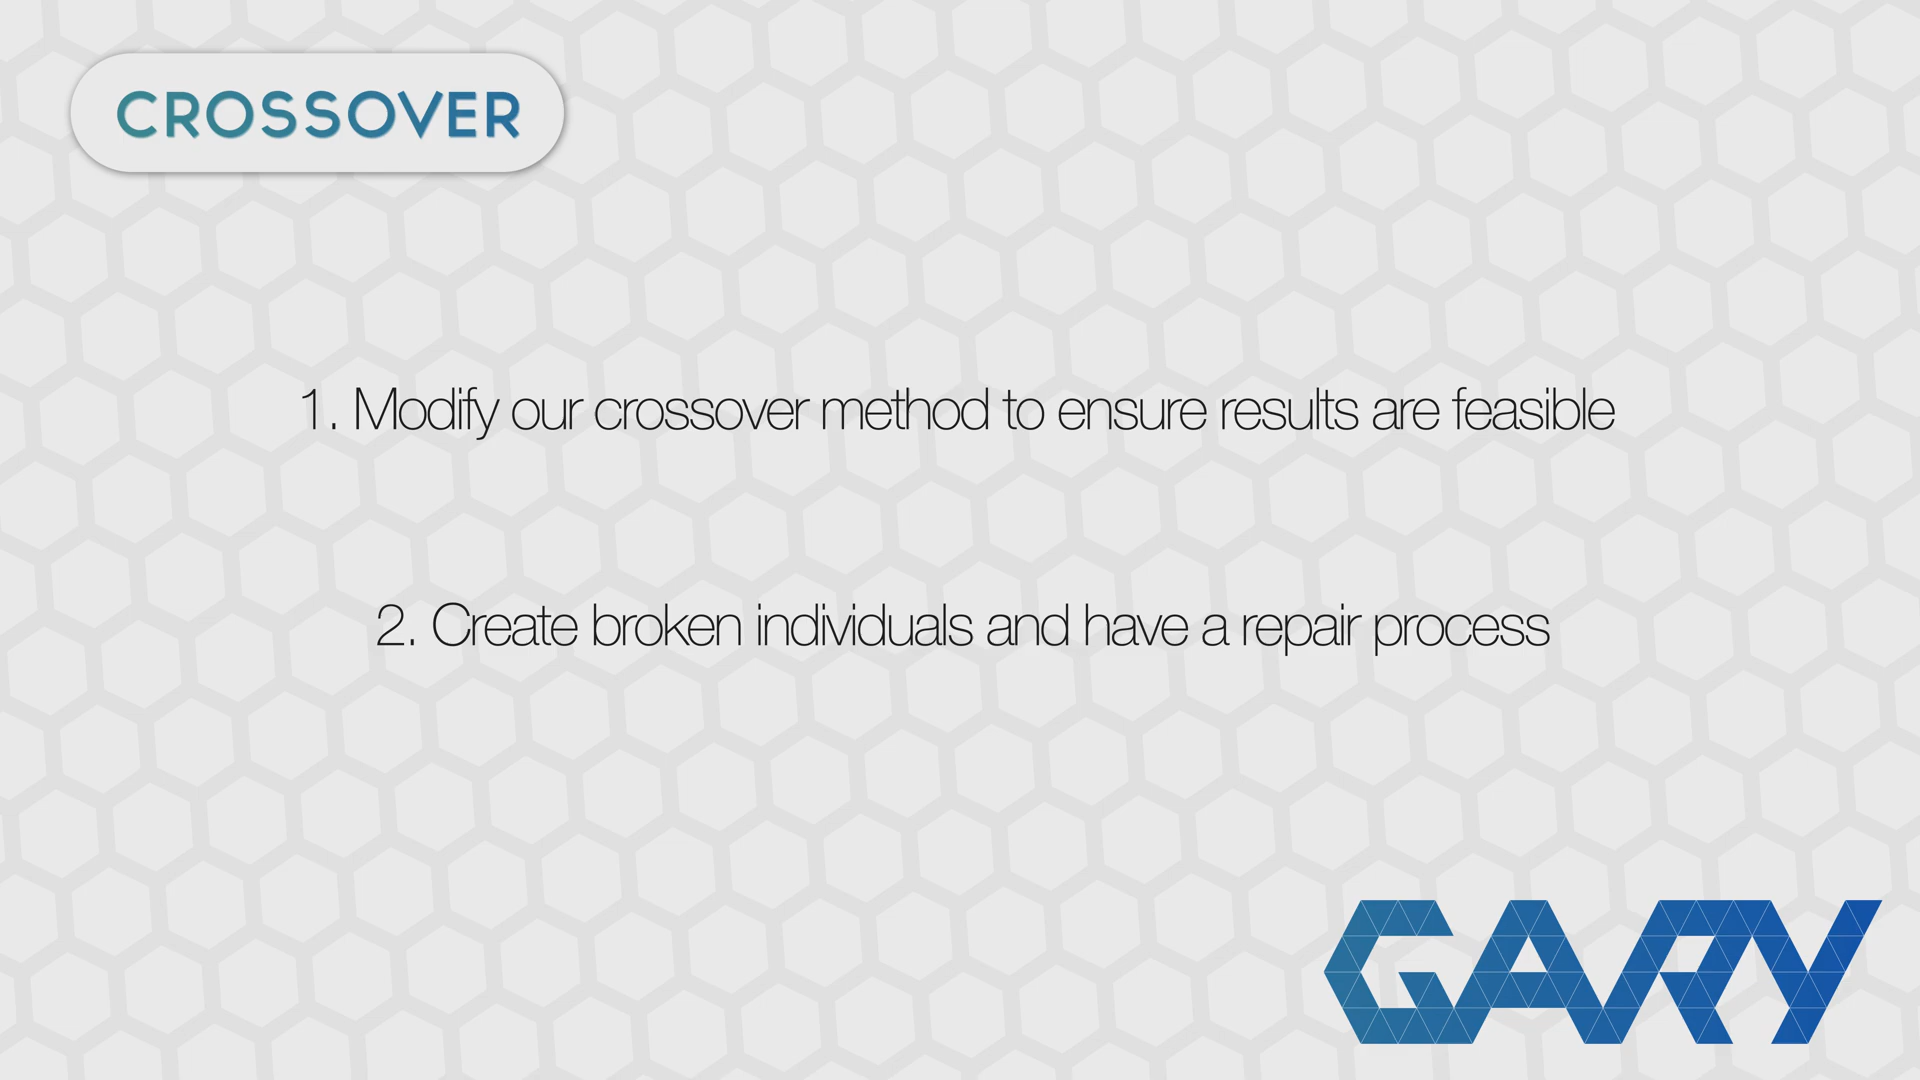 CROSSOVER
1. Modify our crossover method to ensure results are feasible
2. Create broken individuals and have a repair process
GARY